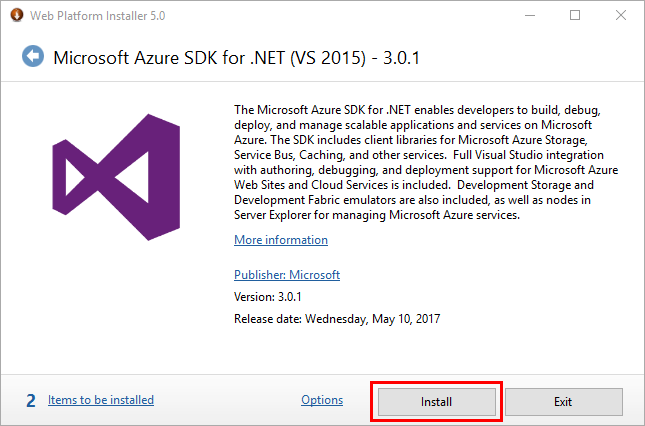 Web Platform Installer 5.0
Microsoft Azure SDK for .NET (VS 2015) - 3.0.1
The Microsoft Azure SDK for .NET enables developers to build, debug,
deploy, and manage scalable applications and services on Microsoft
Azure. The SDK includes client libraries for Microsoft Azure Storage,
Service Bus, Caching, and other services.  Full Visual Studio integration
with authoring, debugging, and deployment support for Microsoft Azure
Web Sites and Cloud Services is included.  Development Storage and
Development Fabric emulators are also included, as well as nodes in
Server Explorer for managing Microsoft Azure services.
More information
Publisher: Microsoft
Version: 3.0.1
Release date: Wednesday, May 10, 2017
2 Items to be installed Options Install Exit